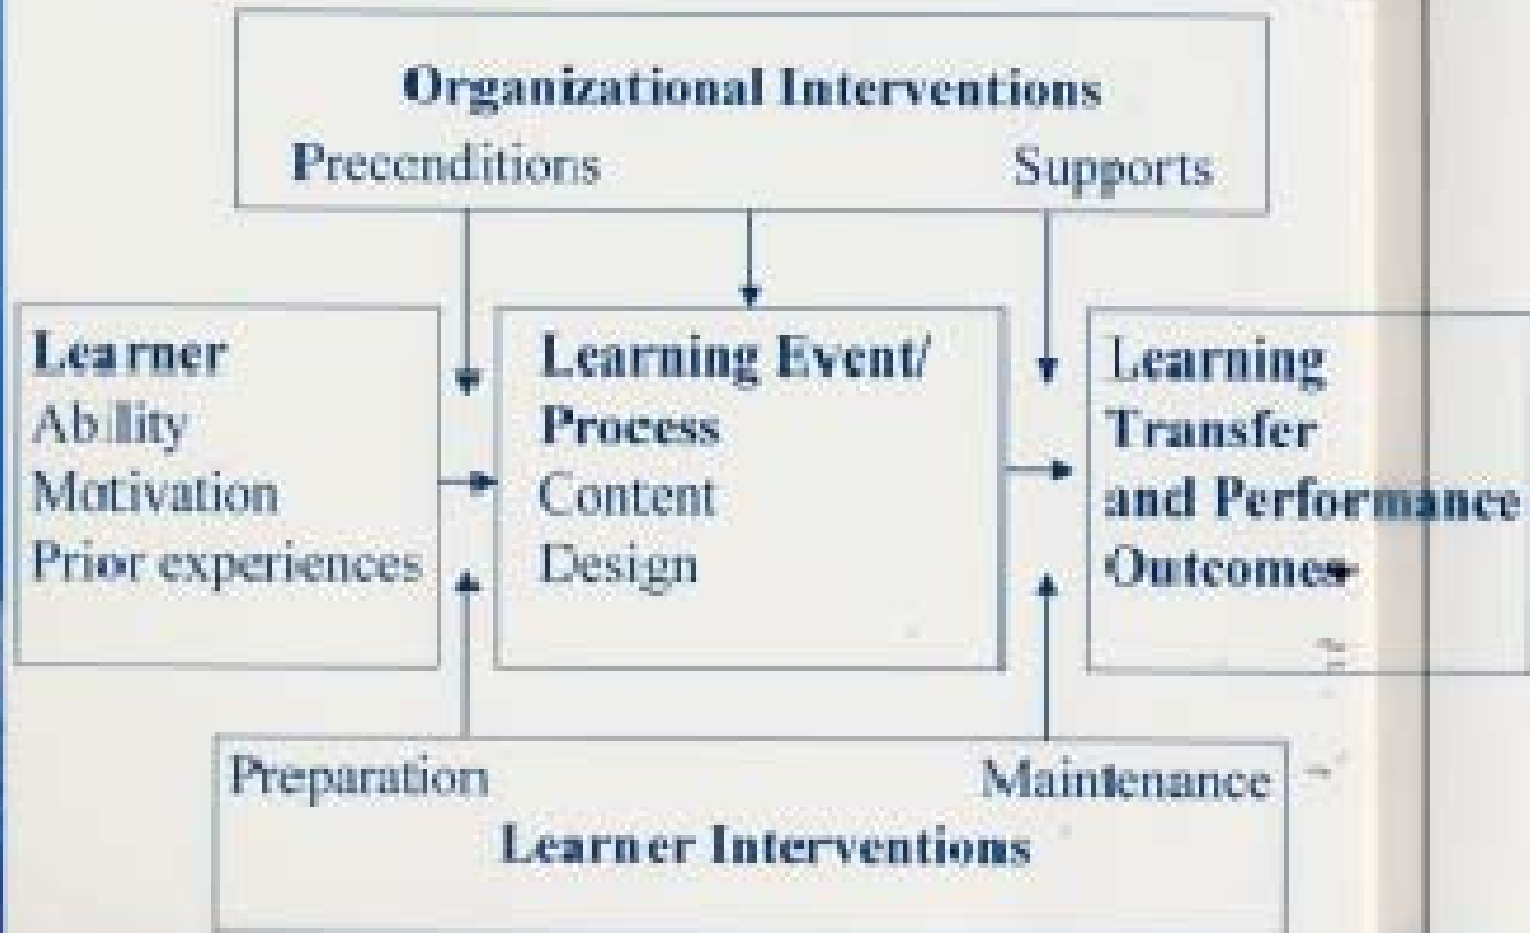 Organizational Interventions
Preconditions Supports
Learner
Ability
Motivation
Prior experiences
Learning Event/
Process
Content
Design
Learning
Transfer
and Performance
Outcomes
Preparation Maintenance
Learner Interventions